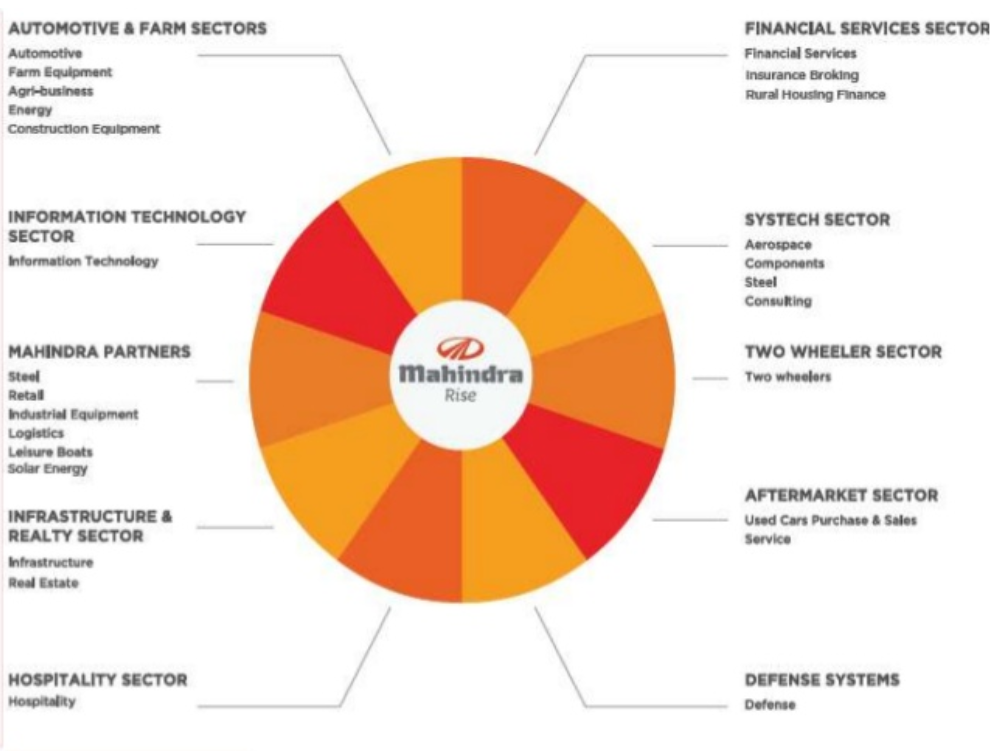 AUTOMOTIVE & FARM SECTORS
Automotive
Farm Equipment
Agri-business
Energy
Construction Equipment
INFORMATION TECHNOLOGY
SECTOR
Information Technology
MAHINDRA PARTNERS
Steel
Retail
Industrial Equipment
Logistics
Leisure Boats
Solar Energy
INFRASTRUCTURE &
REALTY SECTOR
Infrastructure
Real Estate
HOSPITALITY SECTOR
Hospitality
Mahindra
Rise
FINANCIAL SERVICES SECTOR
Financial Services
Insurance Broking
Rural Housing Finance
SYSTECH SECTOR
Aerospace
Components
Steel
Consulting
TWO WHEELER SECTOR
Two wheelers
AFTERMARKET SECTOR
Used Cars Purchase & Sales
Service
DEFENSE SYSTEMS
Defense